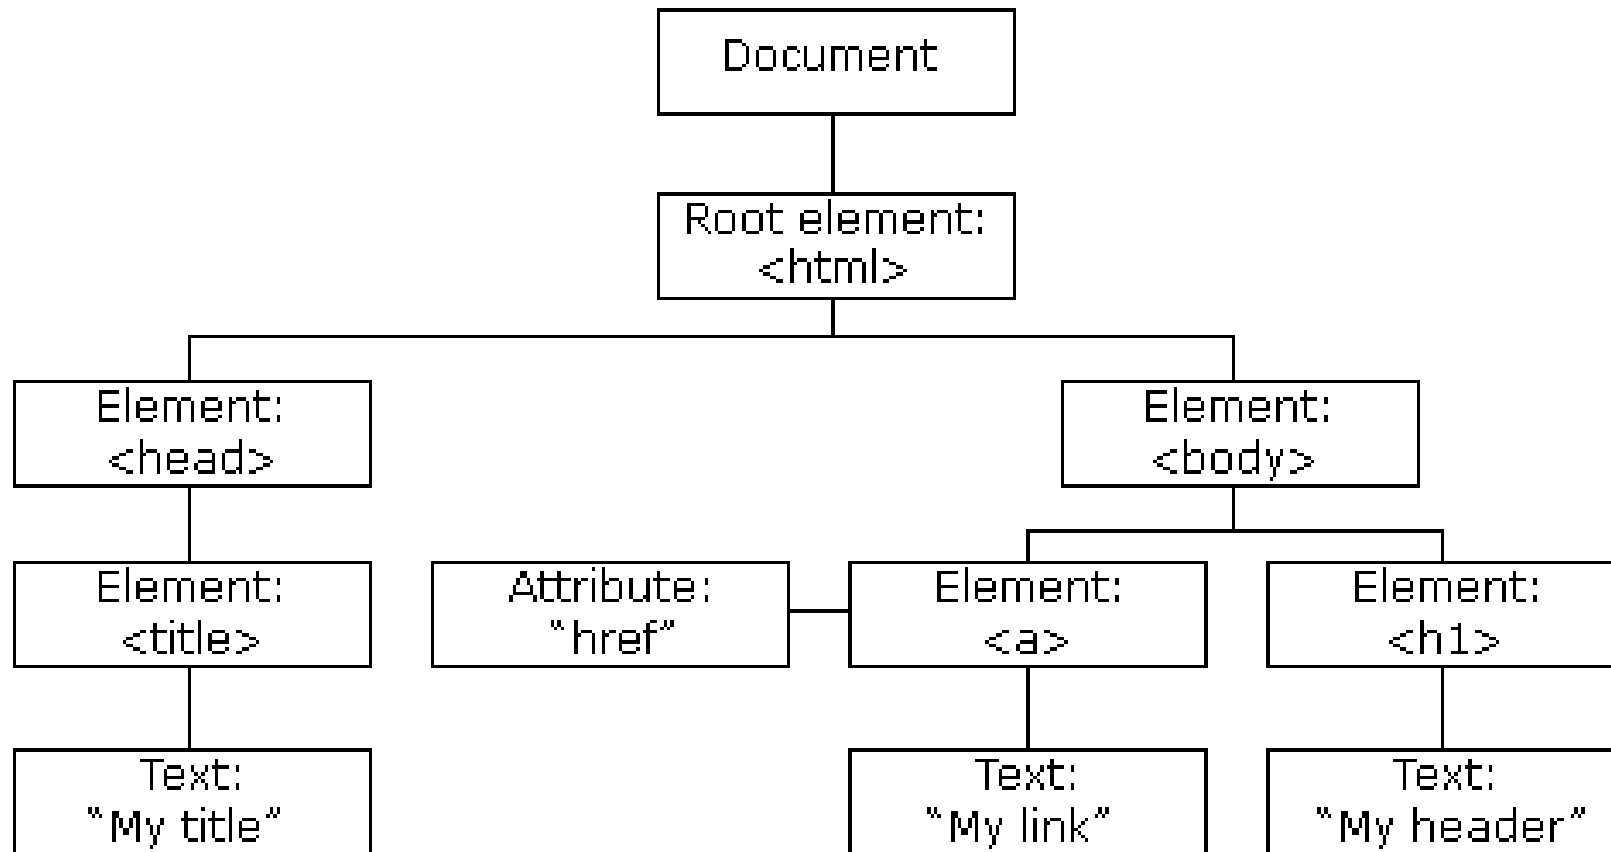 Document
Root element:
<html>
Element:
<head>
Element:
<body>
Element:
<title>
Attribute:
"href"
Element:
<a>
Element:
<h1>
Text:
"My title"
Text:
"My link"
Text:
"My header"